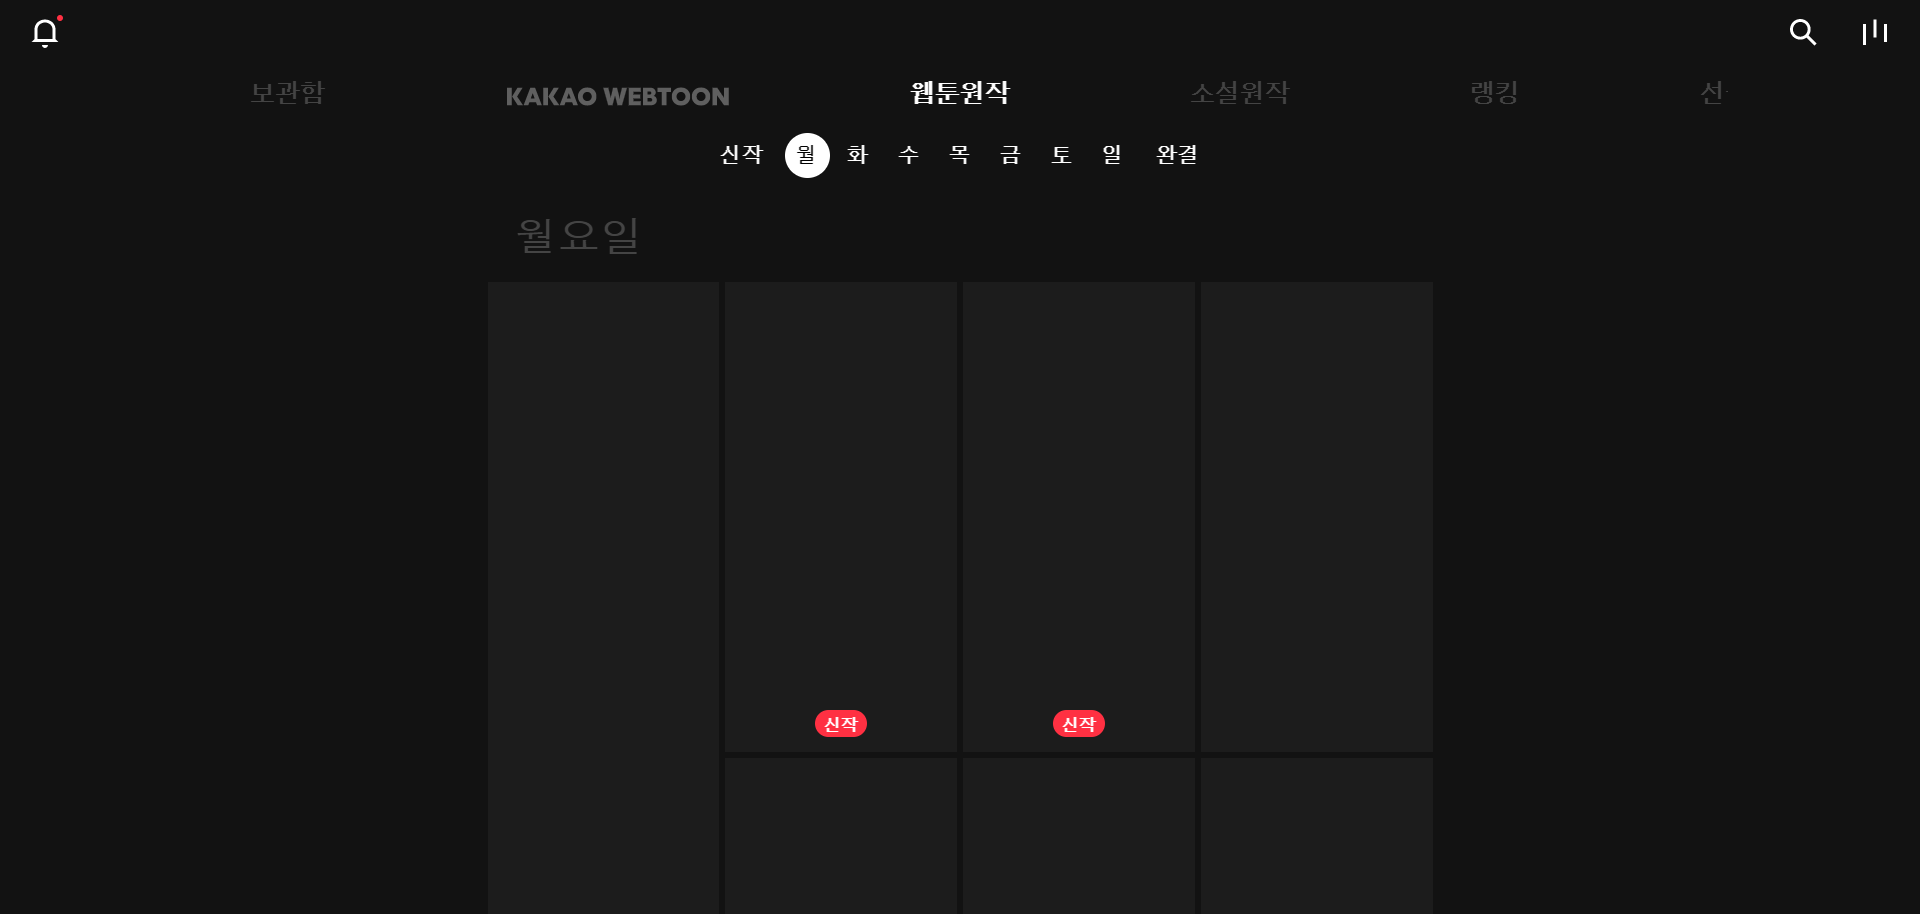 보관함 KAKAO WEBTOON 웹툰원작 소설원작 랭킹 선
신작 월 화 수 목 금 토 일 완결
월요일
신작 신작